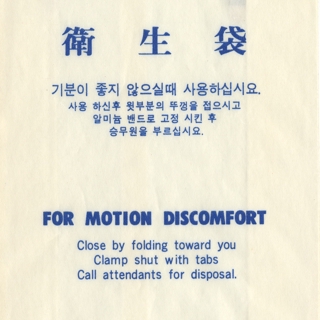 衛生袋
기분이 좋지 않으실때 사용하십시요.
사용 하신후 윗부분의 뚜껑을 접으시고
알미늄 밴드로 고정 시킨 후
승무원을 부르십시요.
FOR MOTION DISCOMFORT
Close by folding toward you
Clamp shut with tabs
Call attendants for disposal.